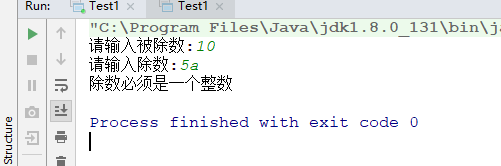 Run: Test1 Test1
"C:\Program Files\Java\jdk1.8.0_131\bin\ja
请输入被除数:10
请输入除数:5a
除数必须是一个整数
Process finished with exit code 0
Structure